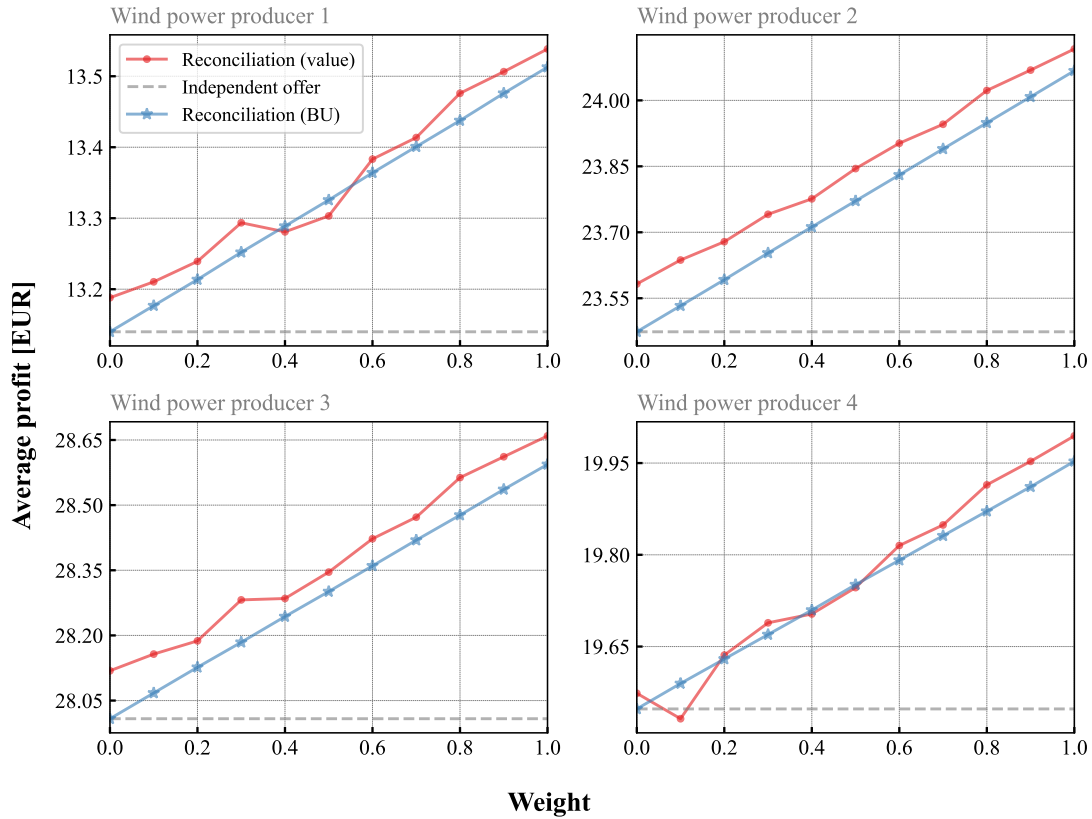 Wind power producer 1
Wind power producer 2
Reconciliation (value)
Independent offer
Reconciliation (BU)
13.5
13.4
13.3
13.2
0.0 0.2 0.4 0.6 0.8 1.0
24.00
23.85
23.70
23.55
0.0 0.2 0.4 0.6 0.8 1.0
Average profit [EUR]
Wind power producer 3
Wind power producer 4
28.65
28.50
28.35
28.20
28.05
0.0 0.2 0.4 0.6 0.8 1.0
19.95
19.80
19.65
0.0 0.2 0.4 0.6 0.8 1.0
Weight